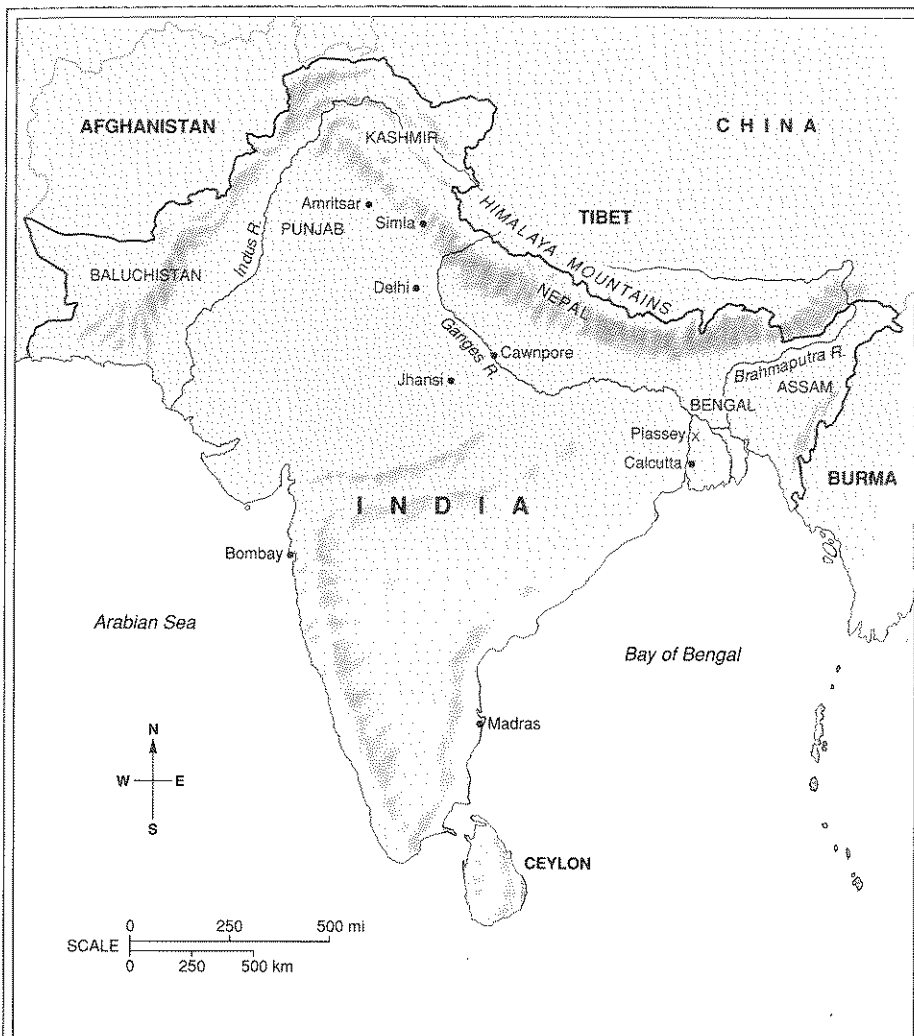 AFGHANISTAN
CHINA
KASHMIR
Amritsar
PUNJAB
Simla
HIMALAYA MOUNTAINS
TIBET
Indus R.
BALUCHISTAN
Delhi
NEPAL
Ganges R.
Cawnpore
Jhansi
Brahmaputra R.
ASSAM
BENGAL
Plassey x
Calcutta
BURMA
INDIA
Bombay
Arabian Sea
Bay of Bengal
Madras
N
W E
S
CEYLON
0 250 500 mi
SCALE
0 250 500 km